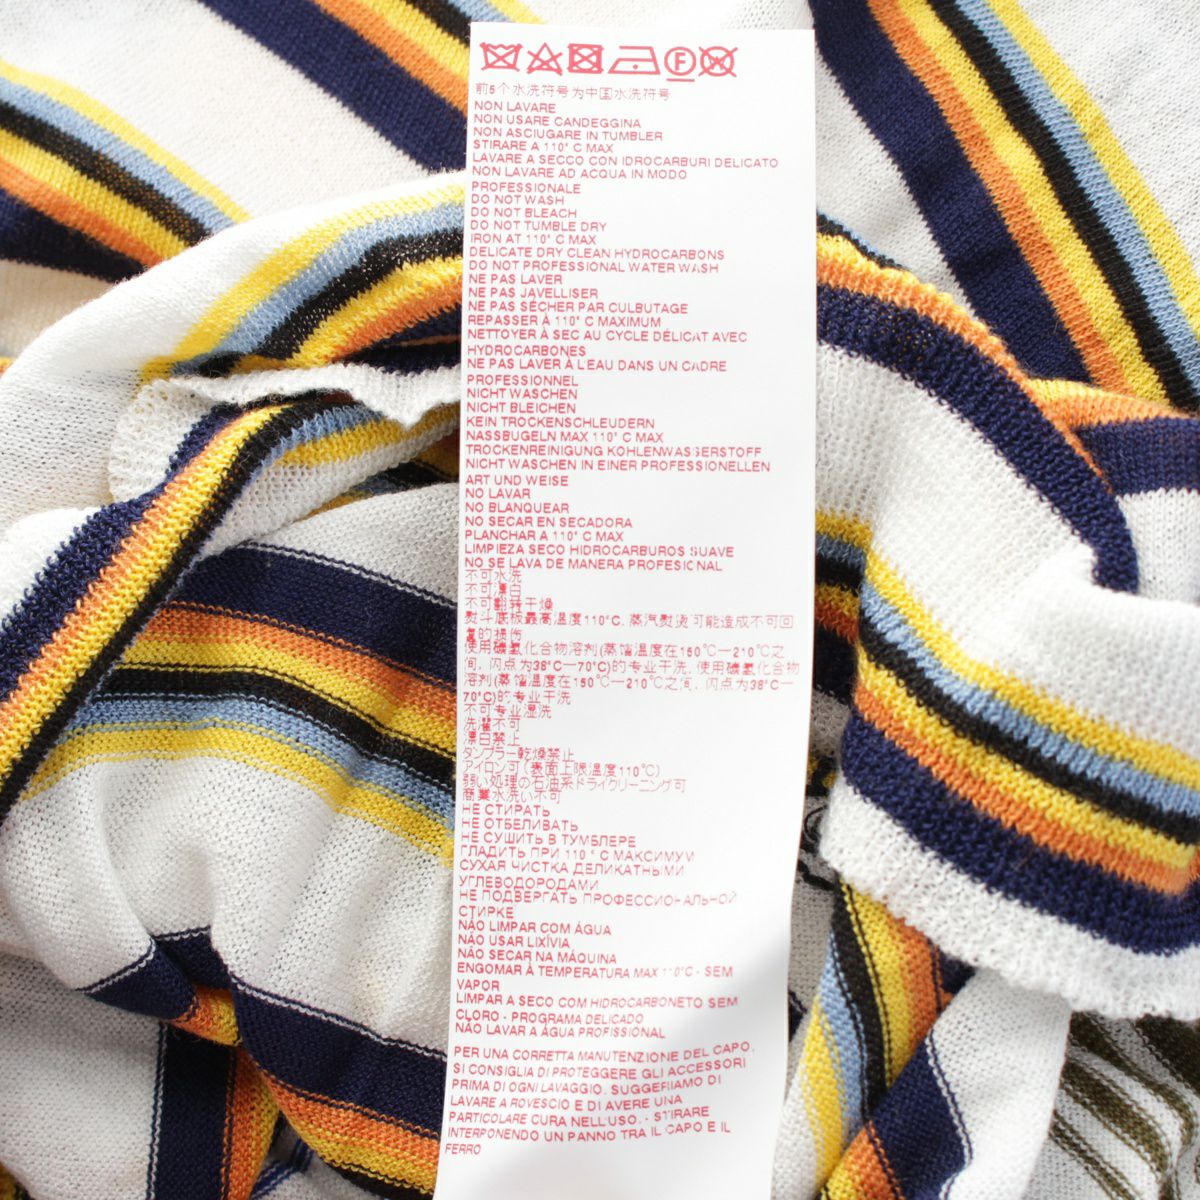 前5个水洗符号为中国水洗符号
NON LAVARE
NON USARE CANDEGGINA
NON ASCIUGARE IN TUMBLER
STIRARE A 110° C MAX
LAVARE A SECCO CON IDROCARBURI DELICATO
NON LAVARE AD ACQUA IN MODO
PROFESSIONALE
DO NOT WASH
DO NOT BLEACH
DO NOT TUMBLE DRY
IRON AT 110° C MAX
DELICATE DRY CLEAN HYDROCARBONS
DO NOT PROFESSIONAL WATER WASH
NE PAS LAVER
NE PAS JAVELLISER
NE PAS SÉCHER PAR CULBUTAGE
REPASSER À 110° C MAXIMUM
NETTOYER À SEC AU CYCLE DÉLICAT AVEC
HYDROCARBONES
NE PAS LAVER À L'EAU DANS UN CADRE
PROFESSIONNEL
NICHT WASCHEN
NICHT BLEICHEN
KEIN TROCKENSCHLEUDERN
NASSBUGELN MAX 110° C MAX
TROCKENREINIGUNG KOHLENWASSERSTOFF
NICHT WASCHEN IN EINER PROFESSIONELLEN
ART UND WEISE
NO LAVAR
NO BLANQUEAR
NO SECAR EN SECADORA
PLANCHAR A 110° C MAX
LIMPIEZA SECO HIDROCARBUROS SUAVE
NO SE LAVA DE MANERA PROFESIONAL
不可水洗
不可漂白
不可翻转干燥
熨斗底板最高温度110°C. 蒸汽熨烫可能造成不可回
复的损伤
使用碳氢化合物溶剂(蒸馏温度在150℃—210℃之
间, 闪点为38°C—70°C)的专业干洗, 使用碳氢化合物
溶剂(蒸馏温度在150℃—210℃之间, 闪点为38°C—
70°C)的专业干洗
不可专业湿洗
洗濯不可
漂白禁止
タンブラー乾燥禁止
アイロン可 (表面上限温度110℃)
弱い処理の石油系ドライクリーニング可
商業水洗い不可
НЕ СТИРАТЬ
НЕ ОТБЕЛИВАТЬ
НЕ СУШИТЬ В ТУМБЛЕРЕ
ГЛАДИТЬ ПРИ 110 ° С МАКСИМУМ
СУХАЯ ЧИСТКА ДЕЛИКАТНЫМИ
УГЛЕВОДОРОДАМИ
НЕ ПОДВЕРГАТЬ ПРОФЕССИОНАЛЬНОЙ
СТИРКЕ
NÃO LIMPAR COM ÁGUA
NÃO USAR LIXÍVIA
NÃO SECAR NA MÁQUINA
ENGOMAR À TEMPERATURA MAX 110°C - SEM
VAPOR
LIMPAR A SECO COM HIDROCARBONETO SEM
CLORO - PROGRAMA DELICADO
NÃO LAVAR A ÁGUA PROFISSIONAL
PER UNA CORRETTA MANUTENZIONE DEL CAPO,
SI CONSIGLIA DI PROTEGGERE GLI ACCESSORI
PRIMA DI OGNI LAVAGGIO. SUGGERIAMO DI
LAVARE A ROVESCIO E DI AVERE UNA
PARTICOLARE CURA NELL'USO. - STIRARE
INTERPONENDO UN PANNO TRA IL CAPO E IL
FERRO